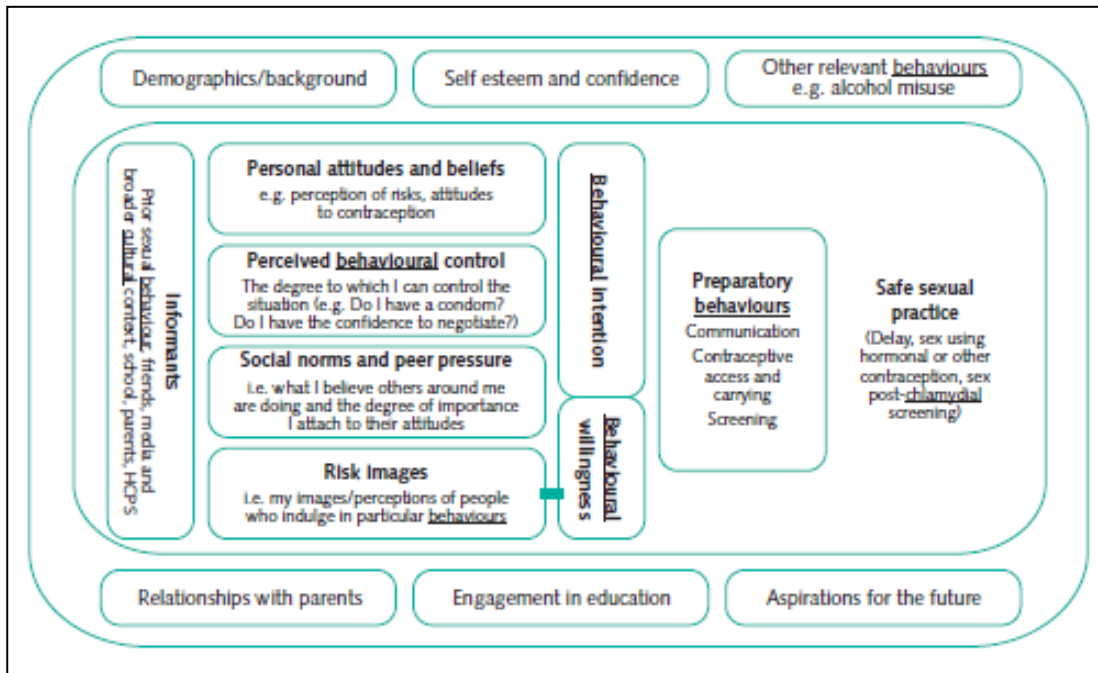 Demographics/background
Self esteem and confidence
Other relevant behaviours
e.g. alcohol misuse
Informants
Prior sexual behaviour, friends, media and
broader cultural context, school, parents, HCPS
Personal attitudes and beliefs
e.g. perception of risks, attitudes
to contraception
Perceived behavioural control
The degree to which I can control the
situation (e.g. Do I have a condom?
Do I have the confidence to negotiate?)
Social norms and peer pressure
i.e. what I believe others around me
are doing and the degree of importance
I attach to their attitudes
Risk images
i.e. my images/perceptions of people
who indulge in particular behaviours
Behavioural intention
Behavioural
willingness
Preparatory
behaviours
Communication
Contraceptive
access and
carrying
Screening
Safe sexual
practice
(Delay, sex using
hormonal or other
contraception, sex
post-chlamydial
screening)
Relationships with parents
Engagement in education
Aspirations for the future